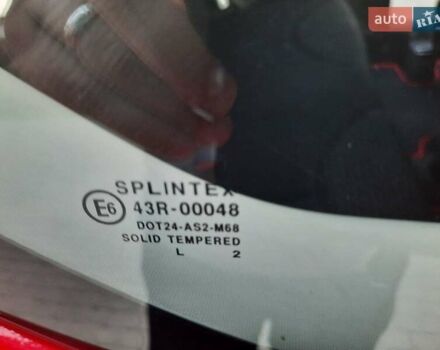 auto RIA
SPLINTEX
E6 43R-00048
DOT24-AS2-M68
SOLID TEMPERED
L 2